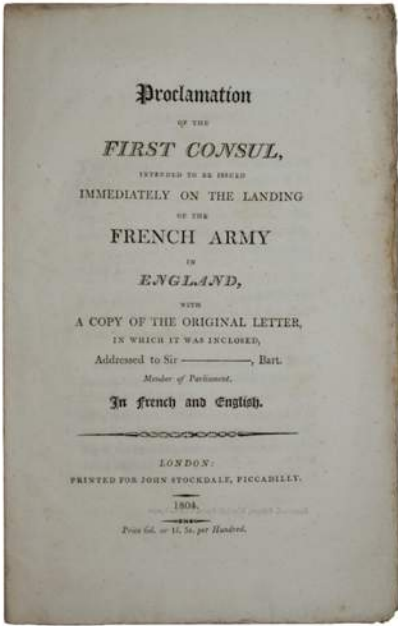 Proclamation
OF THE
FIRST CONSUL,
INTENDED TO BE ISSUED
IMMEDIATELY ON THE LANDING
OF THE
FRENCH ARMY
IN
ENGLAND,
WITH
A COPY OF THE ORIGINAL LETTER,
IN WHICH IT WAS INCLOSED,
Addressed to Sir ————, Bart.
Member of Parliament.
In French and English.
LONDON:
PRINTED FOR JOHN STOCKDALE, PICCADILLY.
1804.
Price 6d. or 1l. 5s. per Hundred.